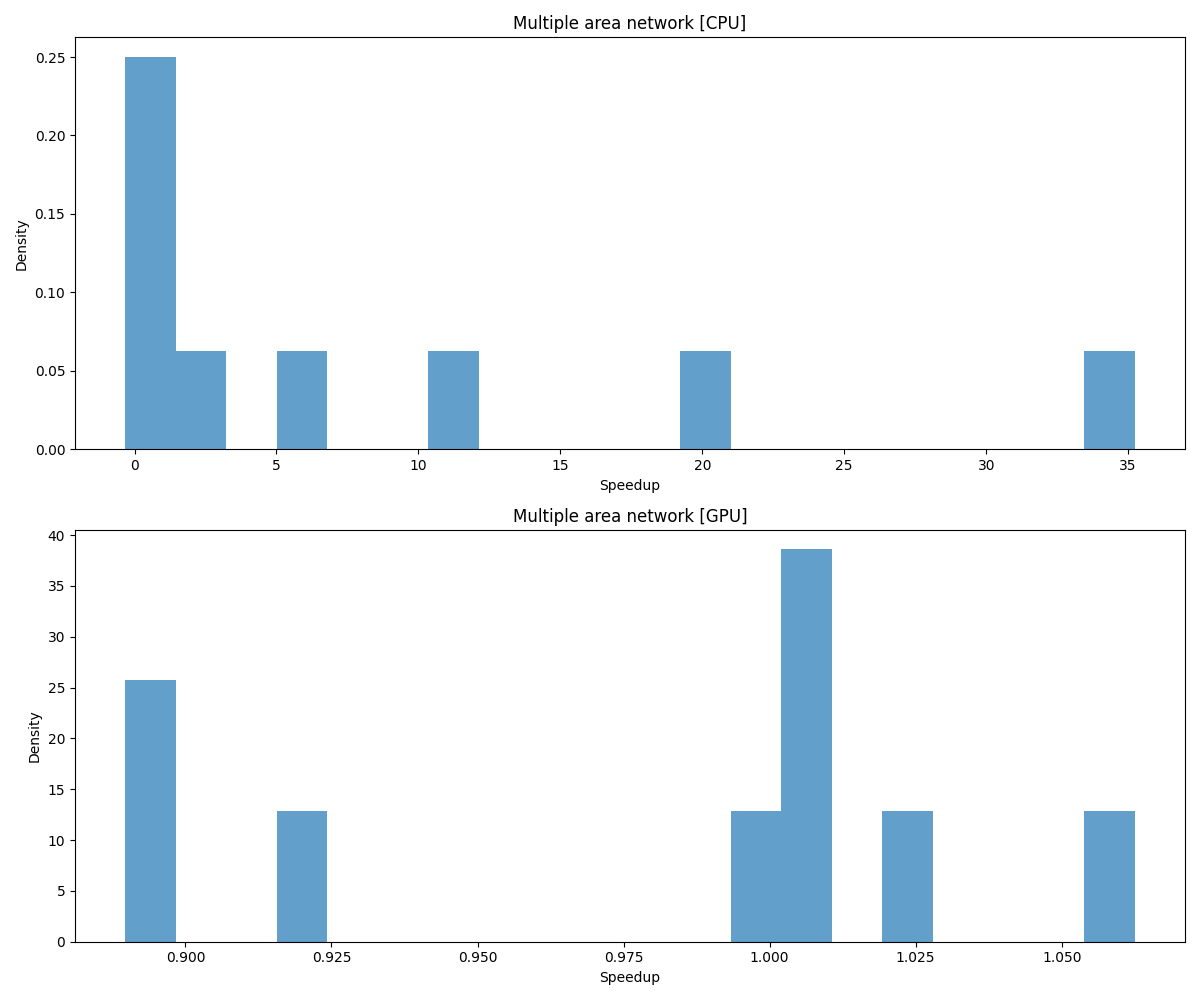 Multiple area network [CPU]
Density
0.25
0.20
0.15
0.10
0.05
0.00
0 5 10 15 20 25 30 35
Speedup
Multiple area network [GPU]
Density
40
35
30
25
20
15
10
5
0
0.900 0.925 0.950 0.975 1.000 1.025 1.050
Speedup